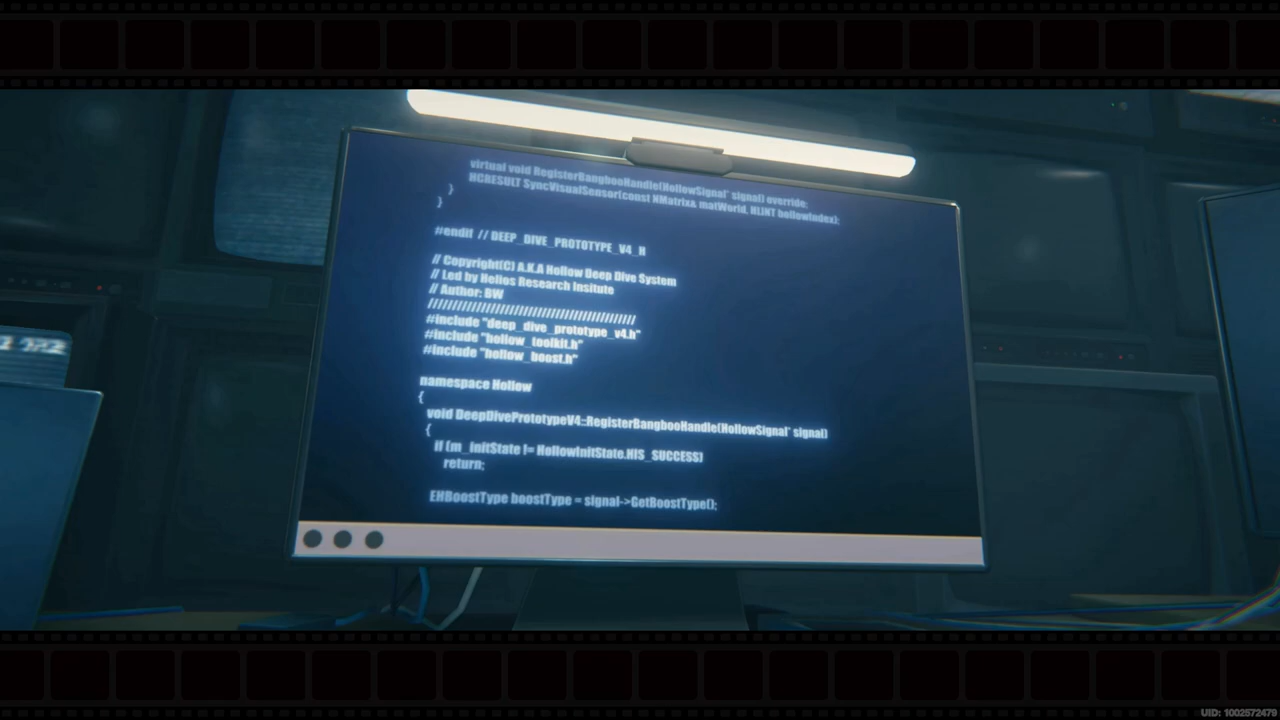 virtual void RegisterBangbooHandle(HollowSignal* signal) override;
HCRESULT SyncVisualSensor(const NMatrix& matWorld, HLINT hollowIndex);
}
}
#endif // DEEP_DIVE_PROTOTYPE_V4_H
// Copyright(C) A.K.A Hollow Deep Dive System
// Led by Helios Research Insitute
// Author: BW
//////////////////////////////////////////
#include "deep_dive_prototype_v4.h"
#include "hollow_toolkit.h"
#include "hollow_boost.h"
namespace Hollow
{
void DeepDivePrototypeV4::RegisterBangbooHandle(HollowSignal* signal)
{
if (m_initState != HollowInitState.HIS_SUCCESS)
return;
EHBoostType boostType = signal->GetBoostType();
UID: 1002572479